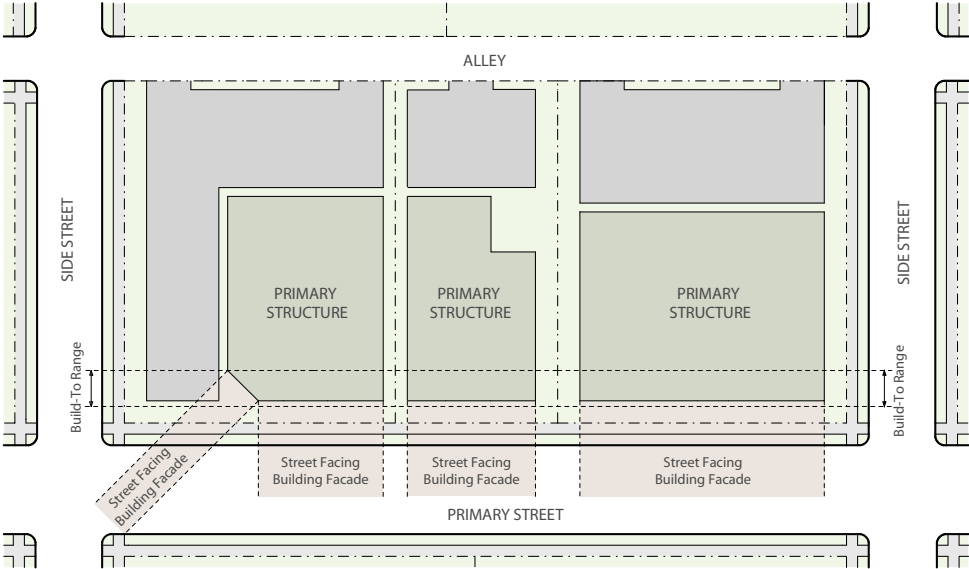 ALLEY
SIDE STREET
SIDE STREET
PRIMARY
STRUCTURE
PRIMARY
STRUCTURE
PRIMARY
STRUCTURE
Build-To Range
Build-To Range
Street Facing
Building Facade
Street Facing
Building Facade
Street Facing
Building Facade
Street Facing
Building Facade
PRIMARY STREET